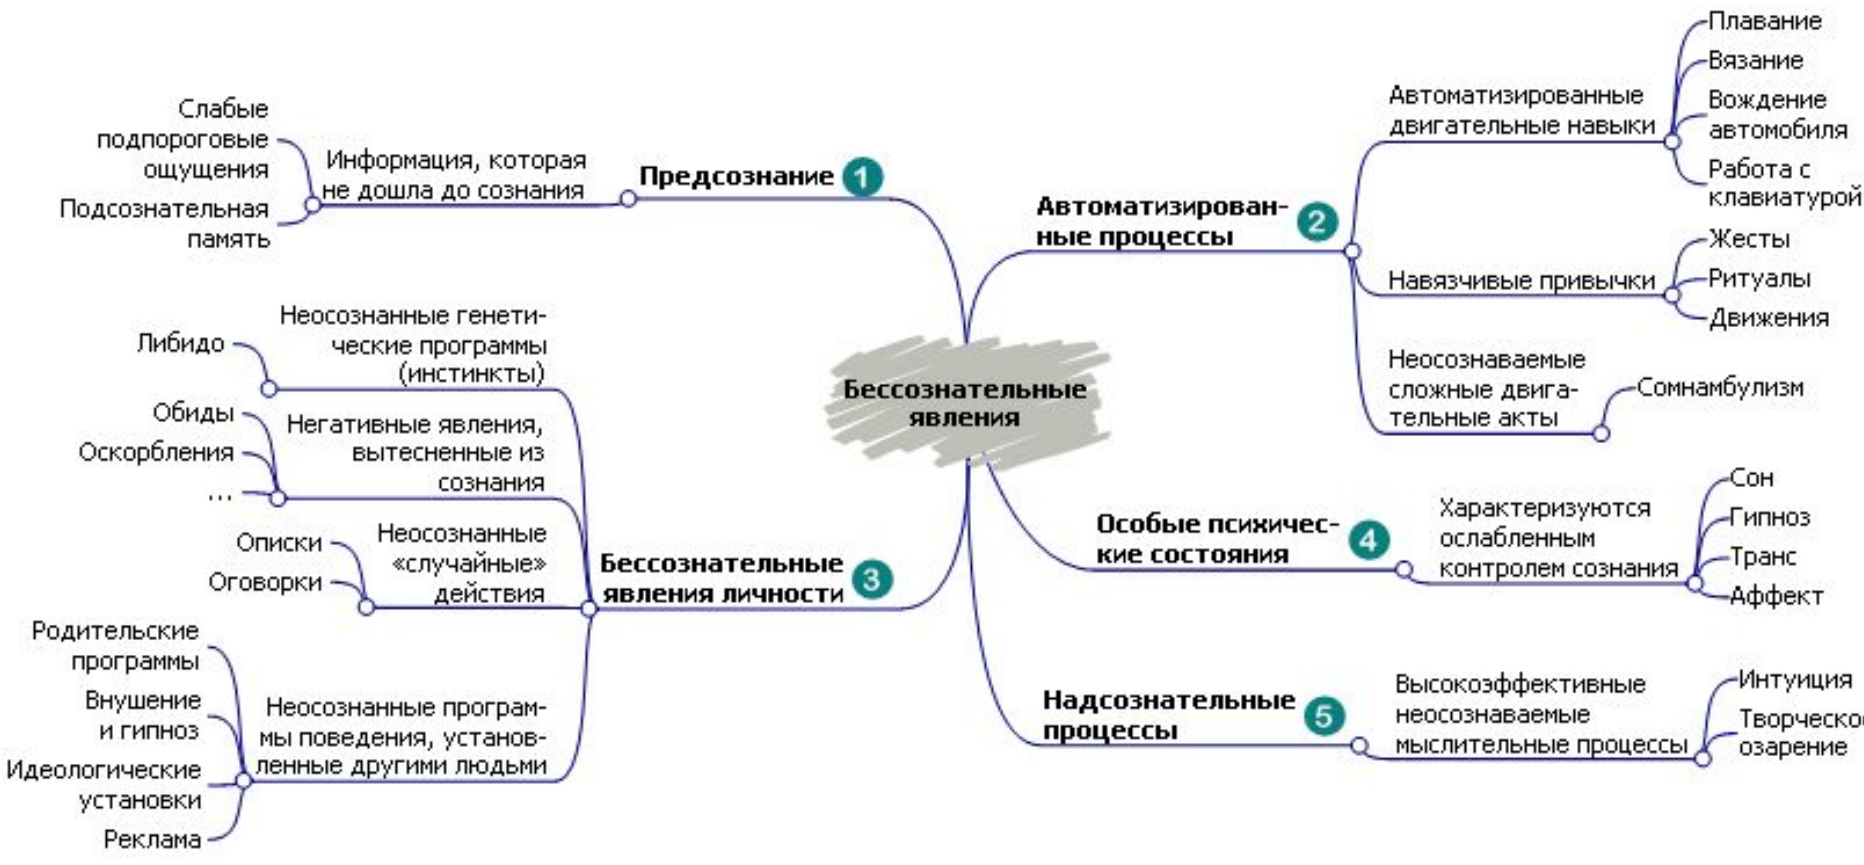 Бессознательные
явления
Предсознание 1
Информация, которая
не дошла до сознания
Слабые
подпороговые
ощущения
Подсознательная
память
Автоматизирован-
ные процессы 2
Автоматизированные
двигательные навыки
Плавание
Вязание
Вождение
автомобиля
Работа с
клавиатурой
Навязчивые привычки
Жесты
Ритуалы
Движения
Неосознаваемые
сложные двига-
тельные акты
Сомнамбулизм
Бессознательные
явления личности 3
Неосознанные генети-
ческие программы
(инстинкты)
Либидо
Негативные явления,
вытесненные из
сознания
Обиды
Оскорбления
...
Неосознанные
«случайные»
действия
Описки
Оговорки
Неосознанные програм-
мы поведения, установ-
ленные другими людьми
Родительские
программы
Внушение
и гипноз
Идеологические
установки
Реклама
Особые психичес-
кие состояния 4
Характеризуются
ослабленным
контролем сознания
Сон
Гипноз
Транс
Аффект
Надсознательные
процессы 5
Высокоэффективные
неосознаваемые
мыслительные процессы
Интуиция
Творческо
озарение